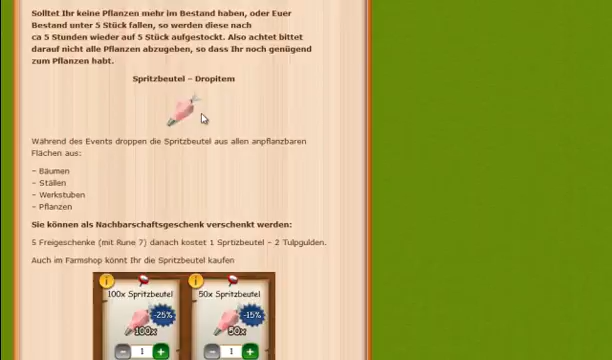 Solltet Ihr keine Pflanzen mehr im Bestand haben, oder Euer
Bestand unter 5 Stück fallen, so werden diese nach
ca 5 Stunden wieder auf 5 Stück aufgestockt. Also achtet bittet
darauf nicht alle Pflanzen abzugeben, so dass Ihr noch genügend
zum Pflanzen habt.
Spritzbeutel – Dropitem
Während des Events droppen die Spritzbeutel aus allen anpflanzbaren
Flächen aus:
– Bäumen
– Ställen
– Werkstuben
– Pflanzen
Sie können als Nachbarschaftsgeschenk verschenkt werden:
5 Freigeschenke (mit Rune 7) danach kostet 1 Sprtizbeutel – 2 Tulpgulden.
Auch im Farmshop könnt Ihr die Spritzbeutel kaufen
100x Spritzbeutel 50x Spritzbeutel
-25% -15%
100x 50x
1 1